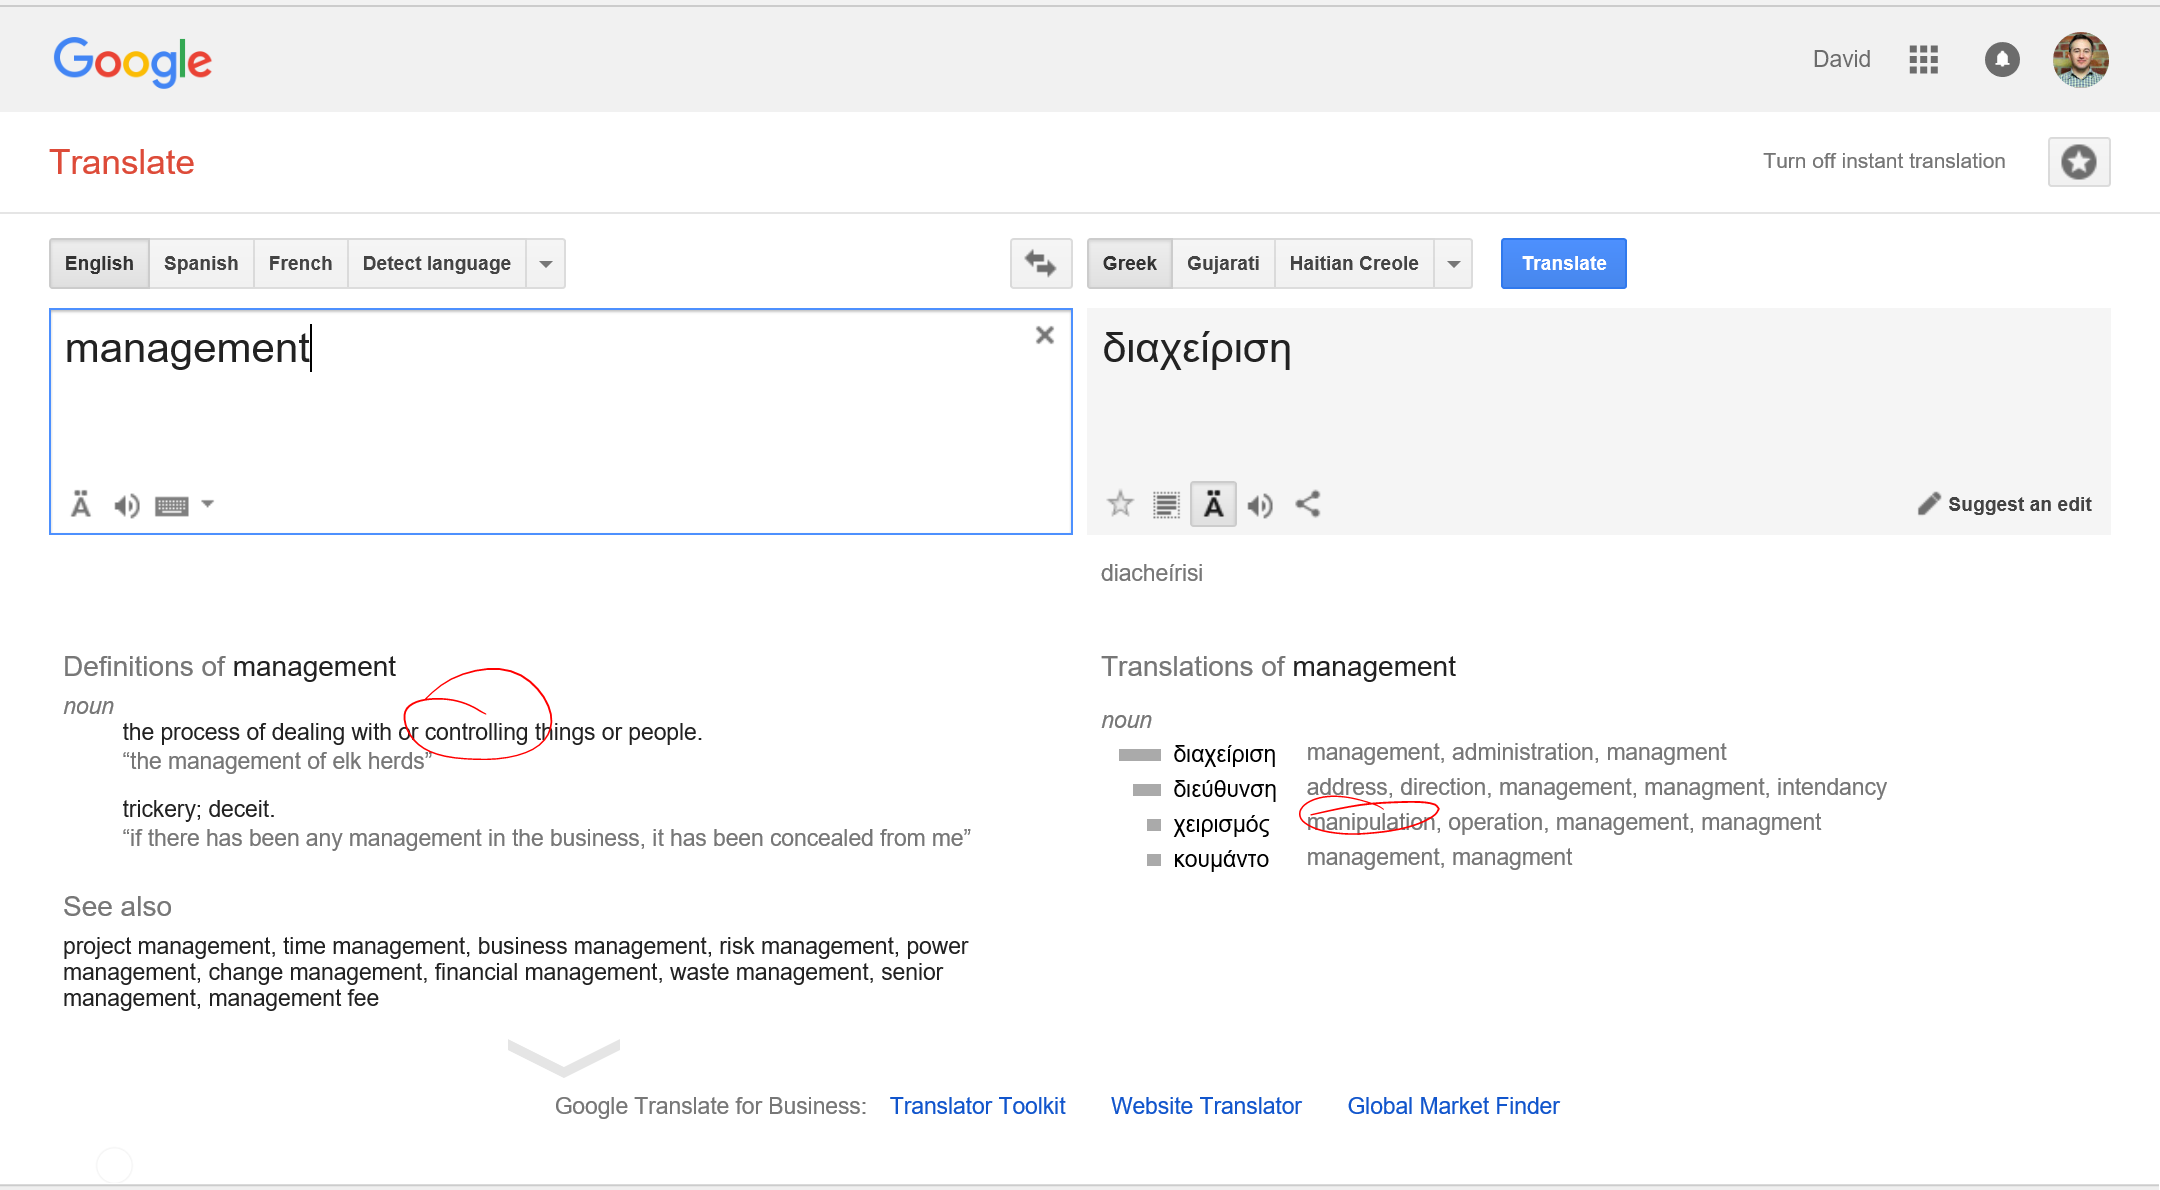 Google
David
Translate
Turn off instant translation
English Spanish French Detect language
Greek Gujarati Haitian Creole Translate
management
διαχείριση
Ä
Ä
Suggest an edit
diacheírisi
Definitions of management
noun
the process of dealing with or controlling things or people.
“the management of elk herds”
trickery; deceit.
“if there has been any management in the business, it has been concealed from me”
See also
project management, time management, business management, risk management, power
management, change management, financial management, waste management, senior
management, management fee
Translations of management
noun
διαχείριση management, administration, managment
διεύθυνση address, direction, management, managment, intendancy
χειρισμός manipulation, operation, management, managment
κουμάντο management, managment
Google Translate for Business: Translator Toolkit Website Translator Global Market Finder